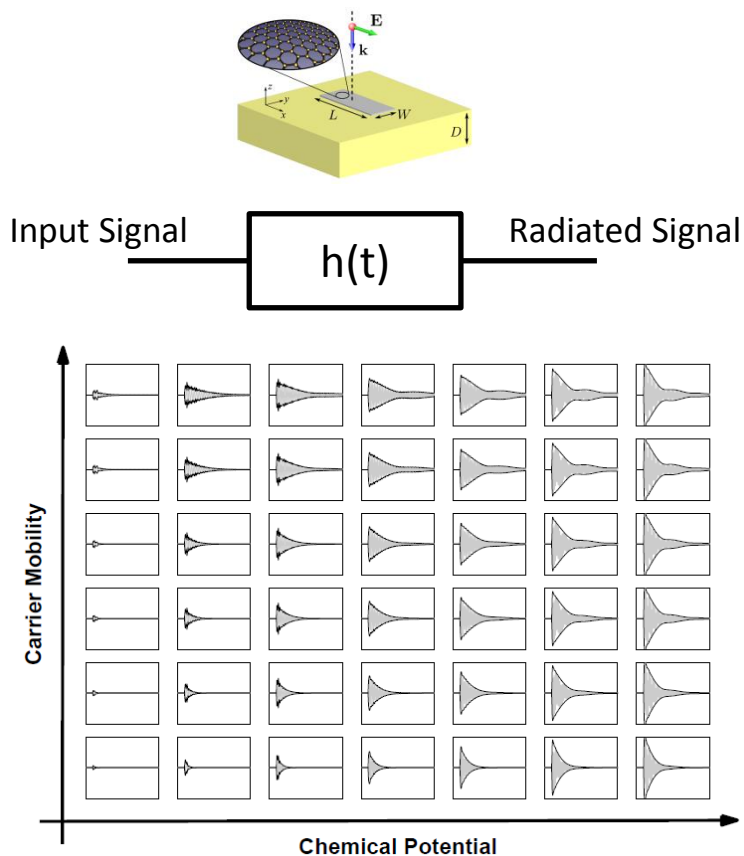 E
k
z
y
x
L
W
D
Input Signal
h(t)
Radiated Signal
Carrier Mobility
Chemical Potential